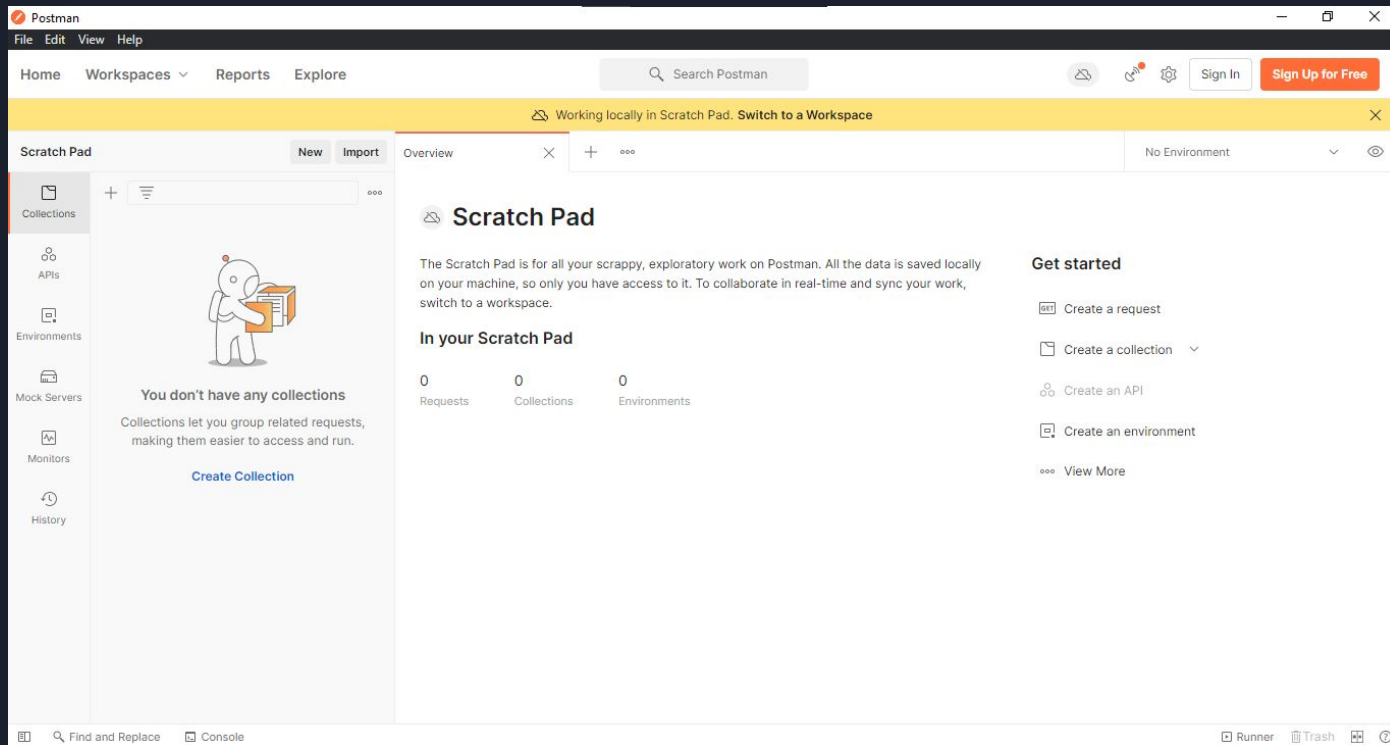 Postman
File Edit View Help
Home Workspaces Reports Explore Search Postman Sign In Sign Up for Free
Working locally in Scratch Pad. Switch to a Workspace
Scratch Pad New Import Overview No Environment
Collections
APIs
Environments
Mock Servers
Monitors
History
You don't have any collections
Collections let you group related requests,
making them easier to access and run.
Create Collection
Scratch Pad
The Scratch Pad is for all your scrappy, exploratory work on Postman. All the data is saved locally
on your machine, so only you have access to it. To collaborate in real-time and sync your work,
switch to a workspace.
In your Scratch Pad
0 0 0
Requests Collections Environments
Get started
GET Create a request
Create a collection
Create an API
Create an environment
View More
Find and Replace Console Runner Trash